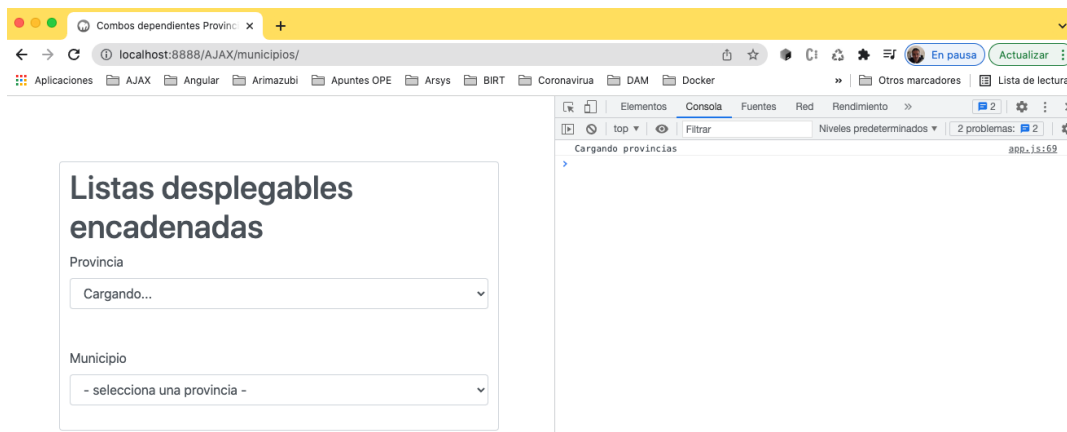 Combos dependientes Provinc
localhost:8888/AJAX/municipios/
En pausa
Actualizar
Aplicaciones AJAX Angular Arimazubi Apuntes OPE Arsys BIRT Coronavirua DAM Docker » Otros marcadores Lista de lectura
Elementos Consola Fuentes Red Rendimiento » 2
top Filtrar Niveles predeterminados 2 problemas: 2
Cargando provincias app.js:69
Listas desplegables
encadenadas
Provincia
Cargando...
Municipio
- selecciona una provincia -